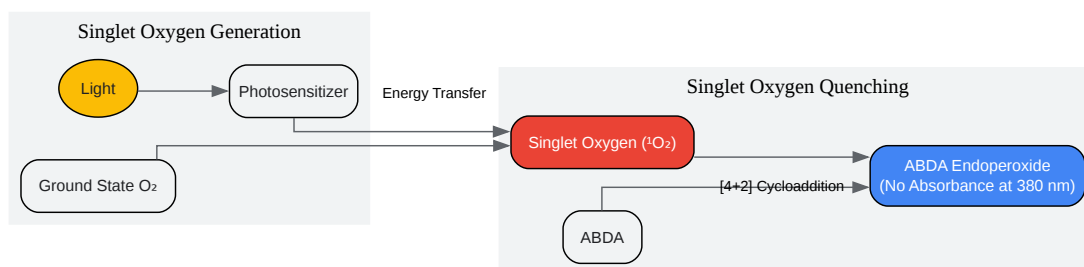 Singlet Oxygen Generation
Light
Photosensitizer
Ground State O₂
Energy Transfer
Singlet Oxygen Quenching
Singlet Oxygen (¹O₂)
[4+2] Cycloaddition
ABDA
ABDA Endoperoxide
(No Absorbance at 380 nm)